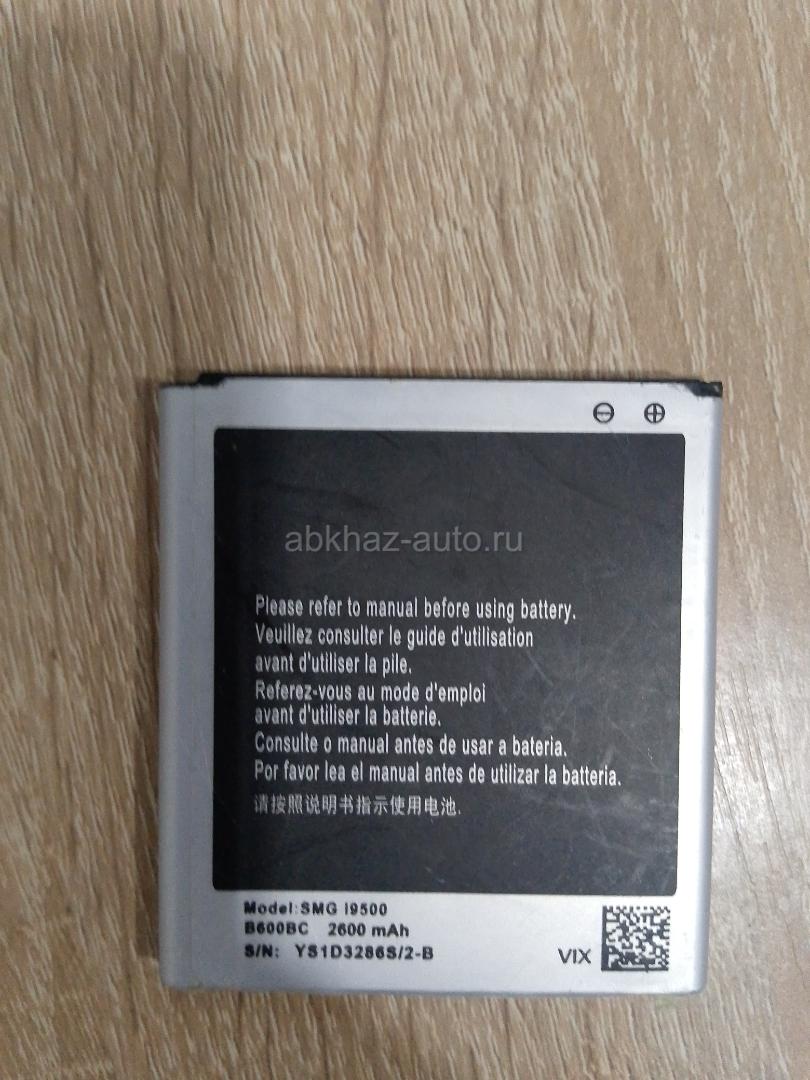 ⊖ ⊕
abkhaz-auto.ru
Please refer to manual before using battery.
Veuillez consulter le guide d'utilisation
avant d'utiliser la pile.
Referez-vous au mode d'emploi
avant d'utiliser la batterie.
Consulte o manual antes de usar a bateria.
Por favor lea el manual antes de utilizar la batteria.
请按照说明书指示使用电池.
Model:SMG I9500
B600BC 2600 mAh
S/N: YS1D3286S/2-B
VIX